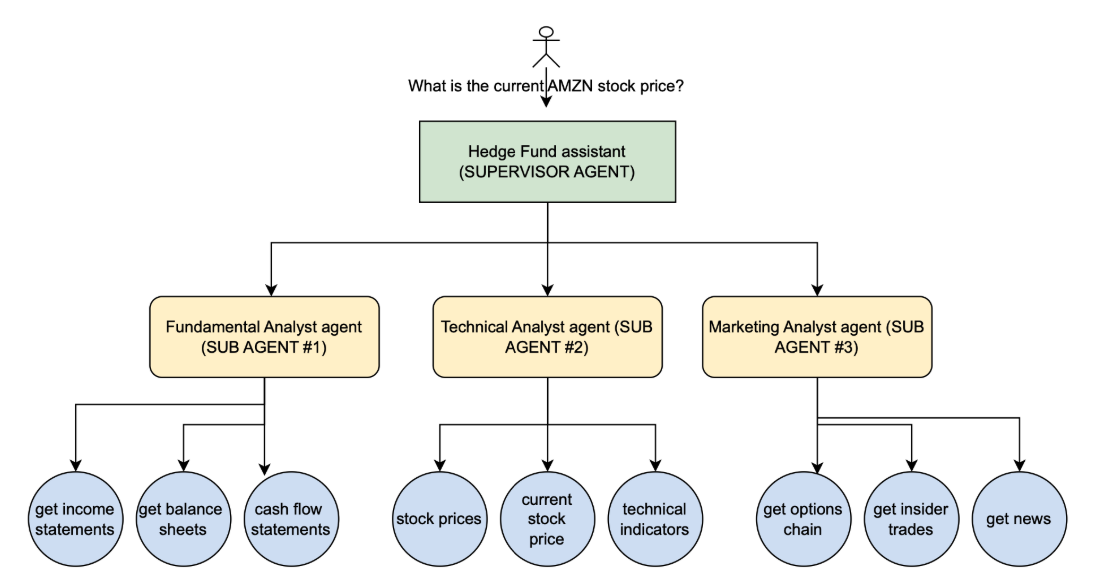 What is the current AMZN stock price?
Hedge Fund assistant
(SUPERVISOR AGENT)
Fundamental Analyst agent
(SUB AGENT #1)
Technical Analyst agent (SUB
AGENT #2)
Marketing Analyst agent (SUB
AGENT #3)
get income
statements
get balance
sheets
cash flow
statements
stock prices
current
stock
price
technical
indicators
get options
chain
get insider
trades
get news